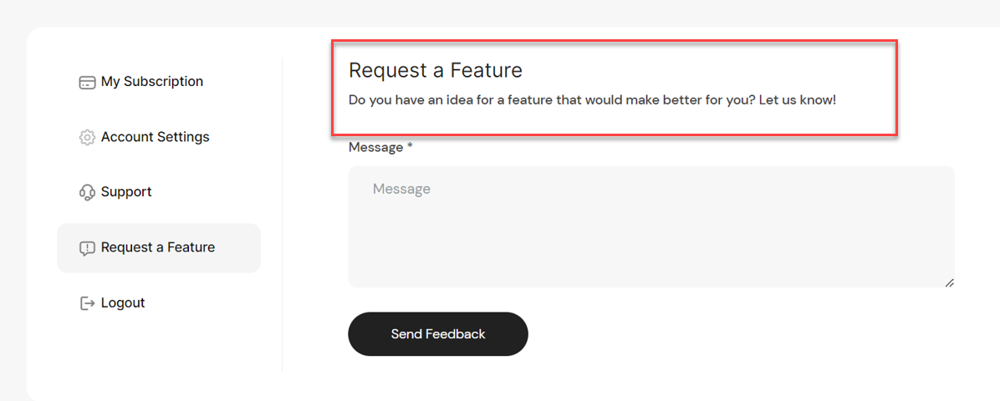 My Subscription
Account Settings
Support
Request a Feature
Logout
Request a Feature
Do you have an idea for a feature that would make better for you? Let us know!
Message *
Message
Send Feedback